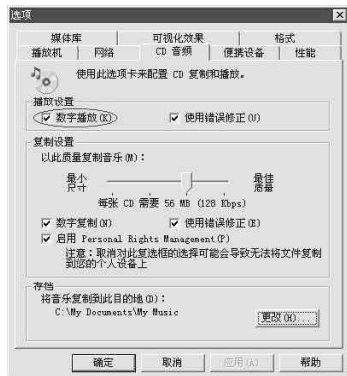 选项
媒体库 可视化效果 格式
播放机 网络 CD 音频 便携设备 性能
使用此选项卡来配置 CD 复制和播放。
播放设置
数字播放(K) 使用错误修正(U)
复制设置
以此质量复制音乐(M)：
最小尺寸 最佳质量
每张 CD 需要 56 MB (128 Kbps)
数字复制(N) 使用错误修正(E)
启用 Personal Rights Management(P)
注意：取消对此复选框的选择可能会导致无法将文件复制
到您的个人设备上
存档
将音乐复制到此目的地(D)：
C:\My Documents\My Music
更改(H)...
确定 取消 应用(A) 帮助